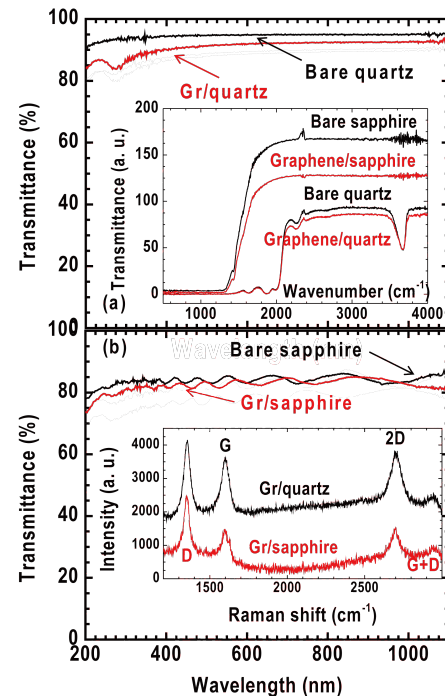 100
Bare quartz
Gr/quartz
80
60
40
20
Transmittance (%)
200
150
100
50
0
Transmittance (a. u.)
Bare sapphire
Graphene/sapphire
Bare quartz
Graphene/quartz
Wavenumber (cm-1)
1000
2000
3000
4000
(a)
(b)
Wavelength
Bare sapphire
Gr/sapphire
80
60
40
20
0
Transmittance (%)
4000
3000
2000
1000
0
Intensity (a. u.)
G
2D
Gr/quartz
D
Gr/sapphire
G+D
1500
2000
2500
Raman shift (cm-1)
200
400
600
800
1000
Wavelength (nm)